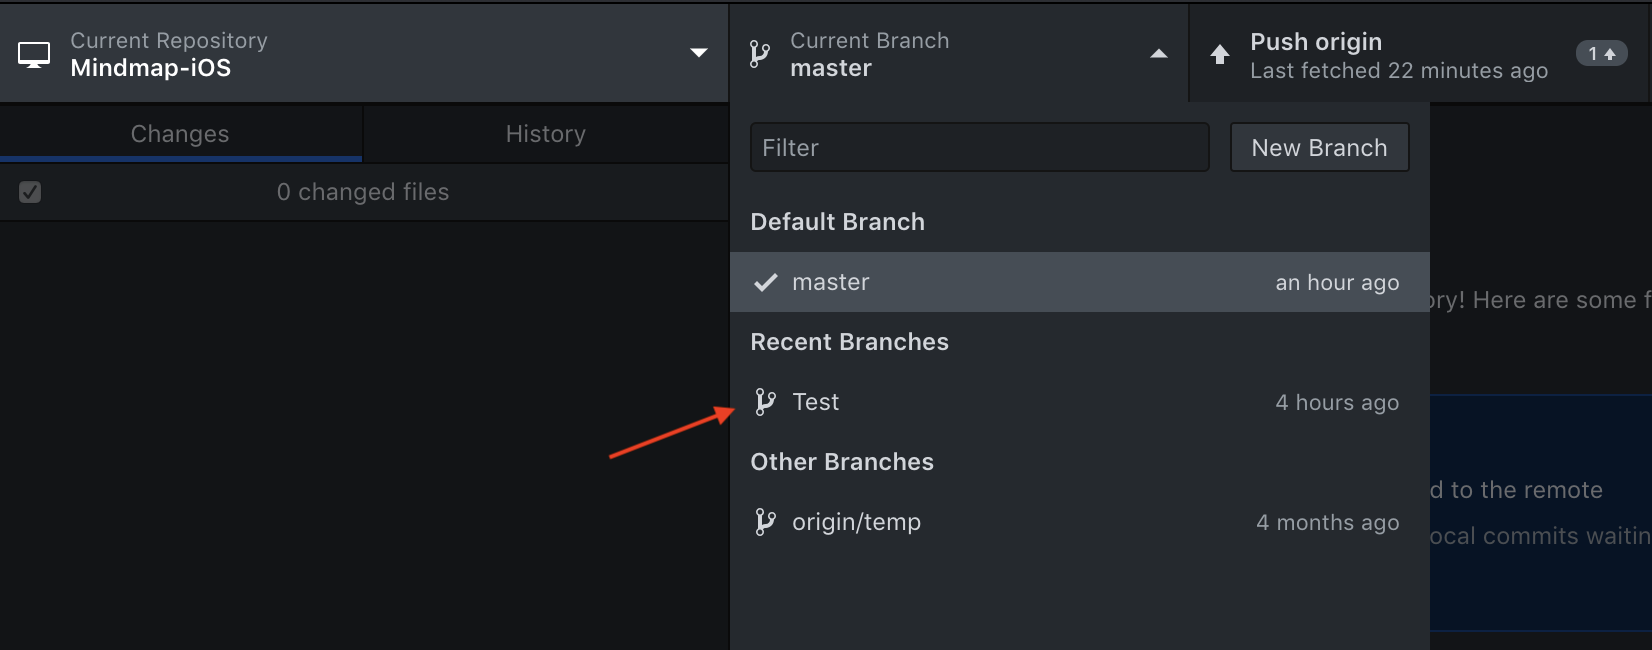 Current Repository
Mindmap-iOS
Current Branch
master
Push origin
Last fetched 22 minutes ago
1
Changes
History
0 changed files
Filter
New Branch
Default Branch
master
an hour ago
ory! Here are some f
Recent Branches
Test
4 hours ago
Other Branches
d to the remote
origin/temp
4 months ago
ocal commits waitin